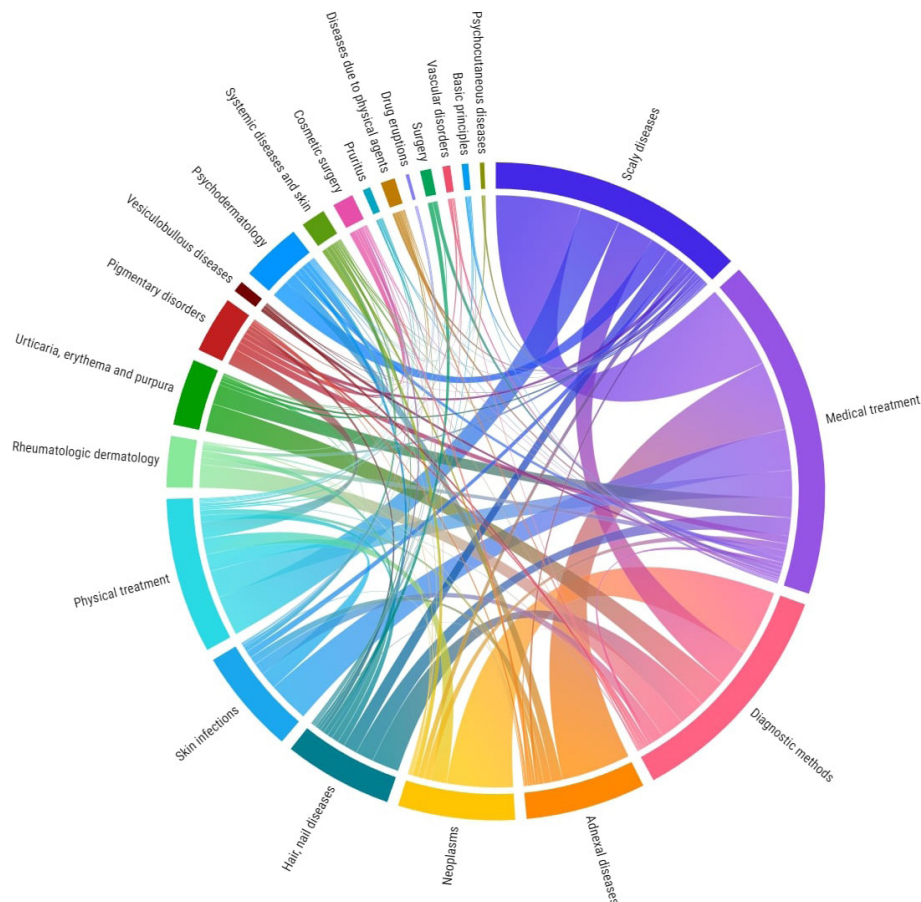 Scaly diseases
Medical treatment
Diagnostic methods
Adnexal diseases
Neoplasms
Hair, nail diseases
Skin infections
Physical treatment
Rheumatologic dermatology
Urticaria, erythema and purpura
Pigmentary disorders
Vesiculobullous diseases
Psychodermatology
Systemic diseases and skin
Cosmetic surgery
Pruritus
Diseases due to physical agents
Drug eruptions
Surgery
Vascular disorders
Basic principles
Psychocutaneous diseases